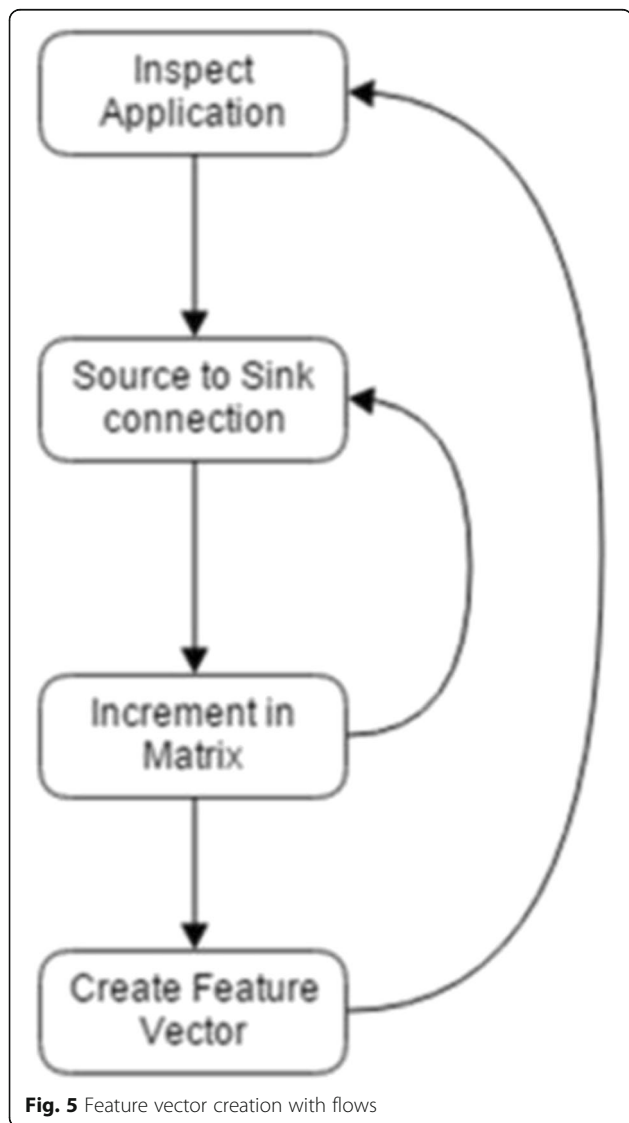 Inspect
Application
Source to Sink
connection
Increment in
Matrix
Create Feature
Vector
Fig. 5 Feature vector creation with flows